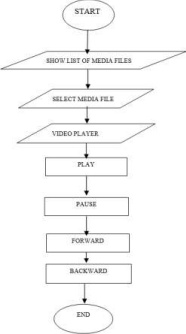 START
SHOW LIST OF MEDIA FILES
SELECT MEDIA FILE
VIDEO PLAYER
PLAY
PAUSE
FORWARD
BACKWARD
END